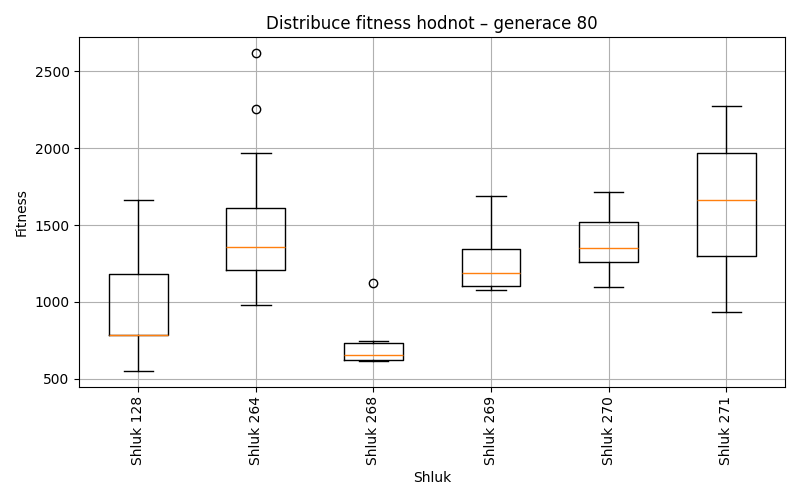 Distribuce fitness hodnot – generace 80
Fitness
2500
2000
1500
1000
500
Shluk 128
Shluk 264
Shluk 268
Shluk 269
Shluk 270
Shluk 271
Shluk